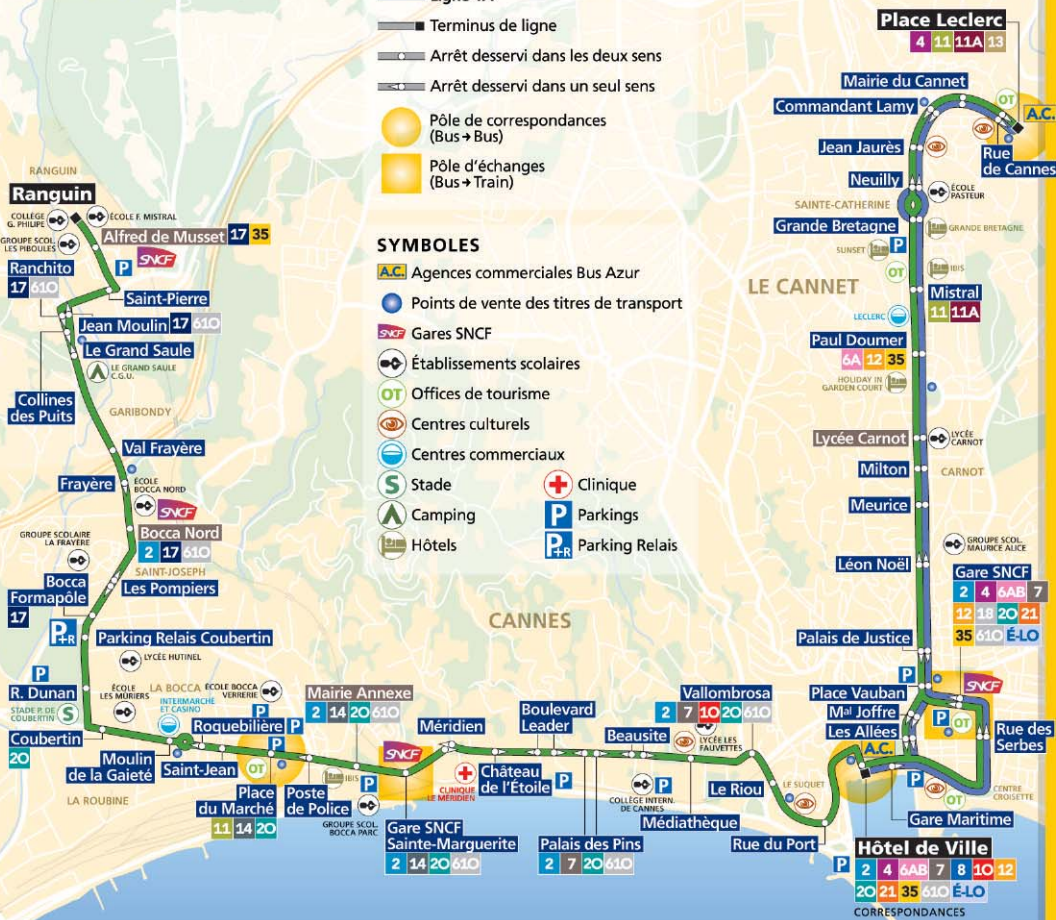 Terminus de ligne
Arrêt desservi dans les deux sens
Arrêt desservi dans un seul sens
Pôle de correspondances
(Bus → Bus)
Pôle d'échanges
(Bus → Train)
SYMBOLES
A.C. Agences commerciales Bus Azur
Points de vente des titres de transport
SNCF Gares SNCF
Établissements scolaires
OT Offices de tourisme
Centres culturels
Centres commerciaux
S Stade
Camping
Hôtels
Clinique
P Parkings
P+R Parking Relais
RANGUIN
Ranguin
COLLÈGE
G. PHILIPE
ÉCOLE F. MISTRAL
GROUPE SCOL.
LES PIBOULES
Alfred de Musset 17 35
P SNCF
Ranchito
17 610
Saint-Pierre
Jean Moulin 17 610
Le Grand Saule
LE GRAND SAULE
C.G.U.
Collines
des Puits
GARIBONDY
Val Frayère
Frayère
ÉCOLE
BOCCA NORD
SNCF
Bocca Nord
2 17 610
GROUPE SCOLAIRE
LA FRAYÈRE
SAINT-JOSEPH
Les Pompiers
Bocca
Formapôle
17
P+R
Parking Relais Coubertin
LYCÉE HUTINEL
P
R. Dunan
STADE P. DE
COUBERTIN S
Coubertin
20
ÉCOLE
LES MÛRIERS
LA BOCCA
ÉCOLE BOCCA
VERRERIE
INTERMARCHÉ
ET CASINO
P
Roquebilière P
Moulin
de la Gaieté
Saint-Jean
OT
LA ROUBINE
Place
du Marché
11 14 20
Poste
de Police
IBIS
P
GROUPE SCOL.
BOCCA PARC
Mairie Annexe
2 14 20 610
SNCF
Gare SNCF
Sainte-Marguerite
2 14 20 610
Méridien
CLINIQUE
LE MÉRIDIEN
Château
de l'Étoile
P
Boulevard
Leader
Palais des Pins
2 7 20 610
Beausite
COLLÈGE INTERN.
DE CANNES
P
Médiathèque
Vallombrosa
2 7 10 20 610
LYCÉE LES
FAUVETTES
CANNES
Le Riou
LE SUQUET
Rue du Port
P
Hôtel de Ville
2 4 6AB 7 8 10 12
20 21 35 610 É-LO
CORRESPONDANCES
Gare Maritime
P
OT
CENTRE
CROISETTE
A.C.
Les Allées
Mal Joffre
Place Vauban
P
P
OT
Rue des
Serbes
SNCF
Palais de Justice
Gare SNCF
2 4 6AB 7
12 18 20 21
35 610 É-LO
GROUPE SCOL.
MAURICE ALICE
Léon Noël
Meurice
Milton
CARNOT
Lycée Carnot
LYCÉE
CARNOT
HOLIDAY IN
GARDEN COURT
Paul Doumer
6A 12 35
LECLERC
Mistral
11 11A
LE CANNET
OT
IBIS
SUNSET
P
GRANDE BRETAGNE
Grande Bretagne
SAINTE-CATHERINE
ÉCOLE
PASTEUR
Neuilly
Jean Jaurès
Commandant Lamy
Mairie du Cannet
Rue
de Cannes
OT
A.C.
Place Leclerc
4 11 11A 13